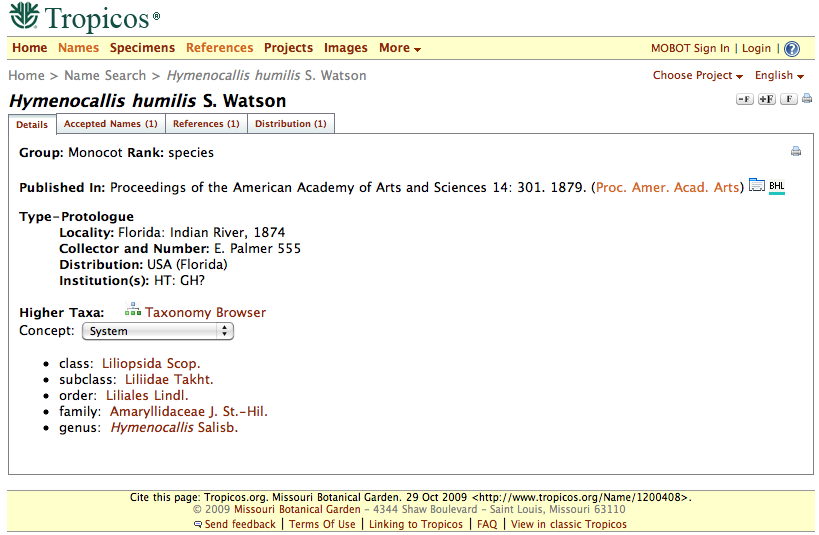 Tropicos®
Home Names Specimens References Projects Images More MOBOT Sign In | Login | ?
Home > Name Search > Hymenocallis humilis S. Watson Choose Project English
Hymenocallis humilis S. Watson -F +F F
Details Accepted Names (1) References (1) Distribution (1)
Group: Monocot Rank: species
Published In: Proceedings of the American Academy of Arts and Sciences 14: 301. 1879. (Proc. Amer. Acad. Arts) BHL
Type-Protologue
Locality: Florida: Indian River, 1874
Collector and Number: E. Palmer 555
Distribution: USA (Florida)
Institution(s): HT: GH?
Higher Taxa: Taxonomy Browser
Concept: System
• class: Liliopsida Scop.
• subclass: Liliidae Takht.
• order: Liliales Lindl.
• family: Amaryllidaceae J. St.-Hil.
• genus: Hymenocallis Salisb.
Cite this page: Tropicos.org. Missouri Botanical Garden. 29 Oct 2009 <http://www.tropicos.org/Name/1200408>.
© 2009 Missouri Botanical Garden - 4344 Shaw Boulevard - Saint Louis, Missouri 63110
Send feedback | Terms Of Use | Linking to Tropicos | FAQ | View in classic Tropicos